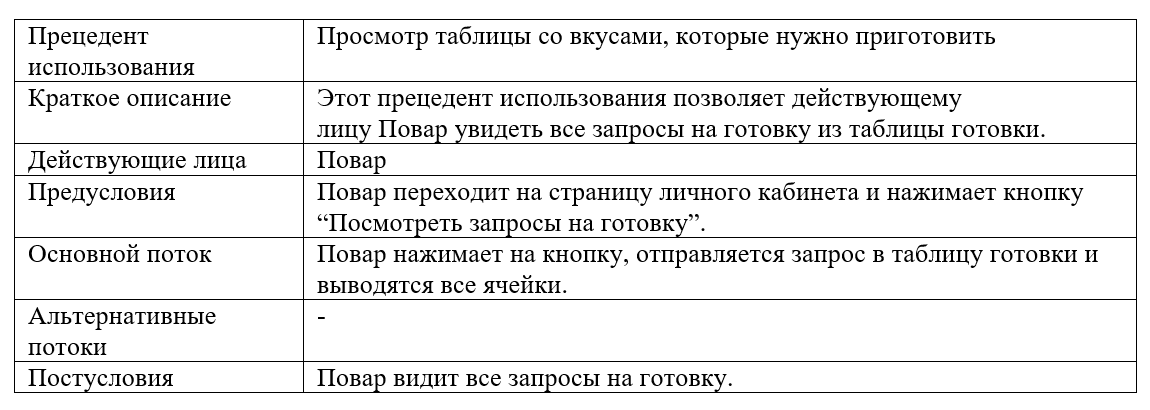 Прецедент использования
Просмотр таблицы со вкусами, которые нужно приготовить
Краткое описание
Этот прецедент использования позволяет действующему
лицу Повар увидеть все запросы на готовку из таблицы готовки.
Действующие лица
Повар
Предусловия
Повар переходит на страницу личного кабинета и нажимает кнопку
“Посмотреть запросы на готовку”.
Основной поток
Повар нажимает на кнопку, отправляется запрос в таблицу готовки и
выводятся все ячейки.
Альтернативные
потоки
-
Постусловия
Повар видит все запросы на готовку.